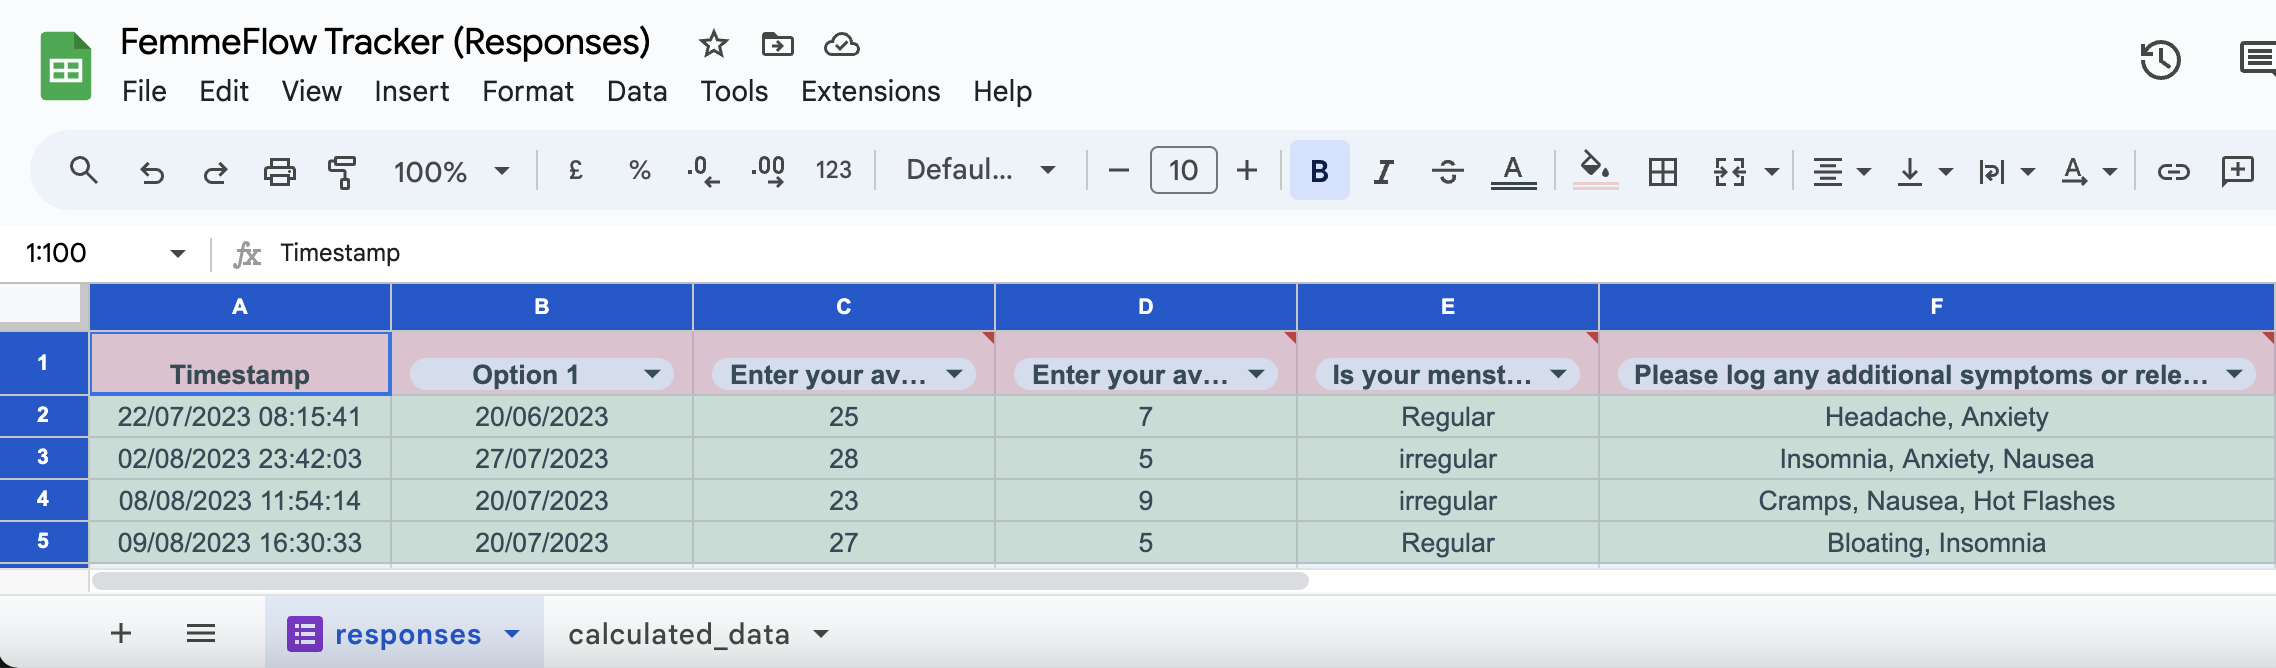 FemmeFlow Tracker (Responses)
File Edit View Insert Format Data Tools Extensions Help
100% £ % .0 .00 123 Defaul... 10 B I S A A
1:100 fx Timestamp
A B C D E F
1 Timestamp Option 1 Enter your av... Enter your av... Is your menst... Please log any additional symptoms or rele...
2 22/07/2023 08:15:41 20/06/2023 25 7 Regular Headache, Anxiety
3 02/08/2023 23:42:03 27/07/2023 28 5 irregular Insomnia, Anxiety, Nausea
4 08/08/2023 11:54:14 20/07/2023 23 9 irregular Cramps, Nausea, Hot Flashes
5 09/08/2023 16:30:33 20/07/2023 27 5 Regular Bloating, Insomnia
responses calculated_data